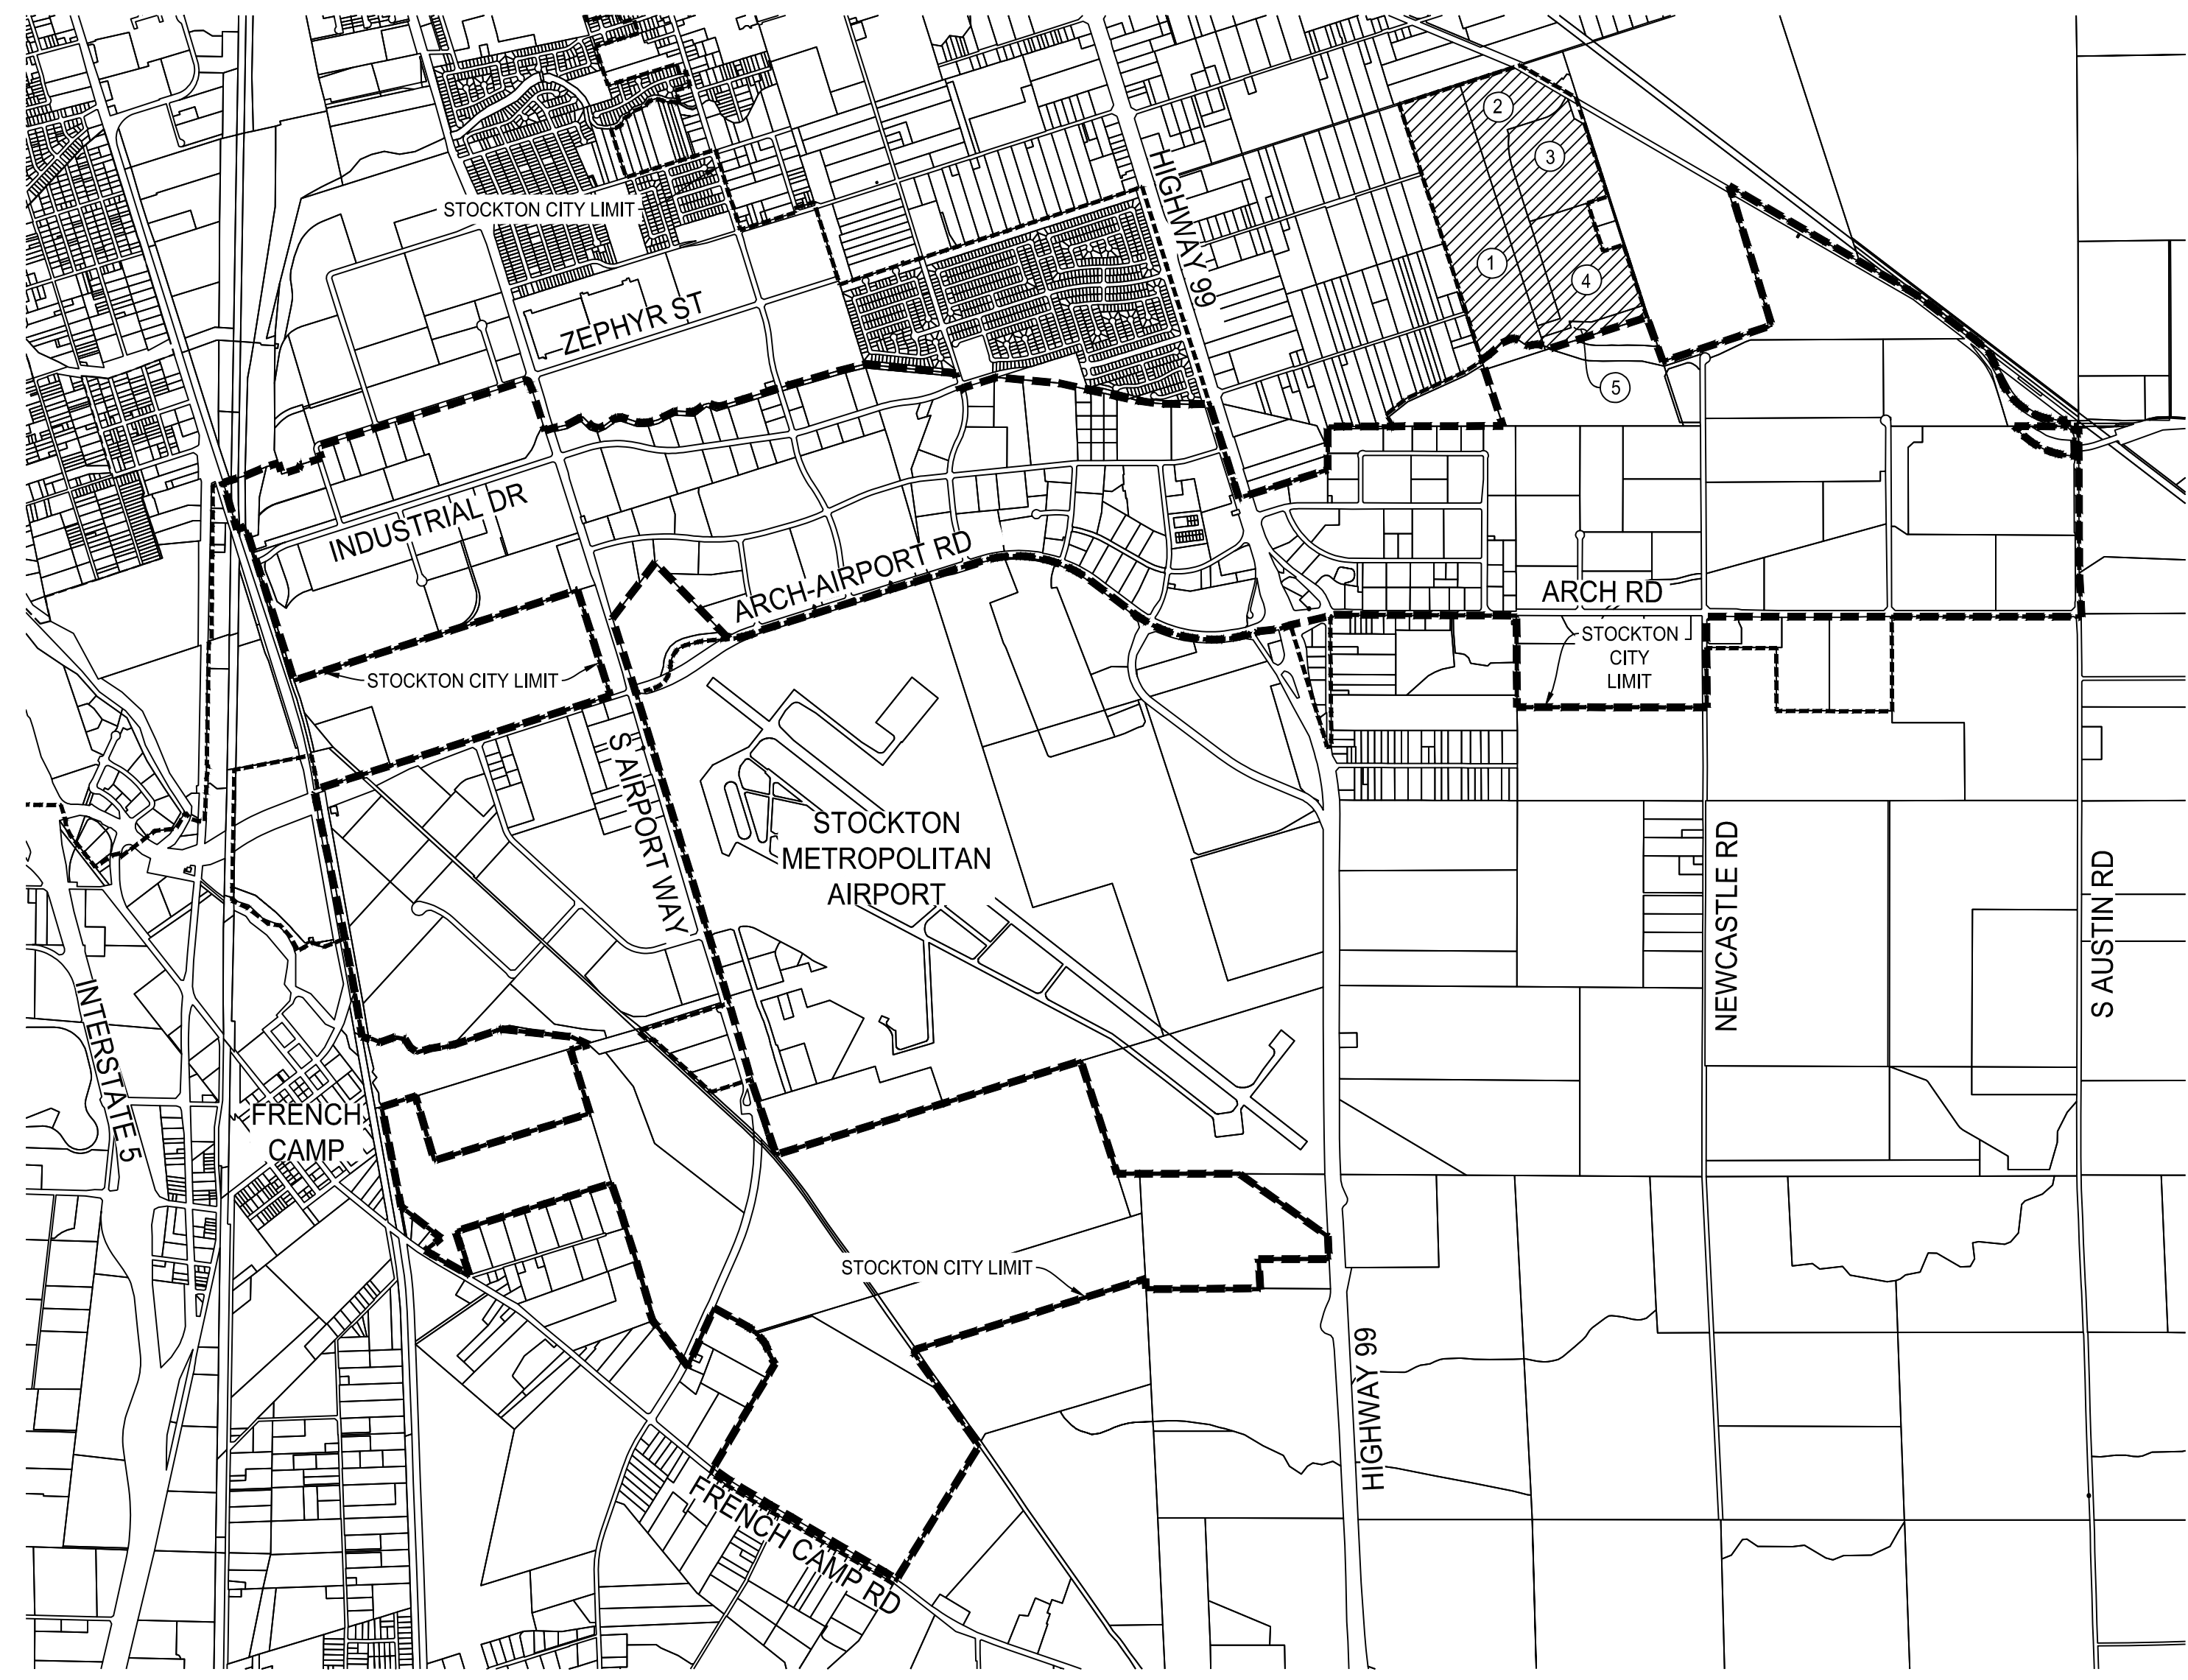 2
3
HIGHWAY 99
STOCKTON CITY LIMIT
1
4
ZEPHYR ST
5
INDUSTRIAL DR
ARCH-AIRPORT RD
ARCH RD
STOCKTON
CITY
LIMIT
STOCKTON CITY LIMIT
S AIRPORT WAY
STOCKTON
METROPOLITAN
AIRPORT
NEWCASTLE RD
S AUSTIN RD
INTERSTATE 5
FRENCH
CAMP
STOCKTON CITY LIMIT
HIGHWAY 99
FRENCH CAMP RD